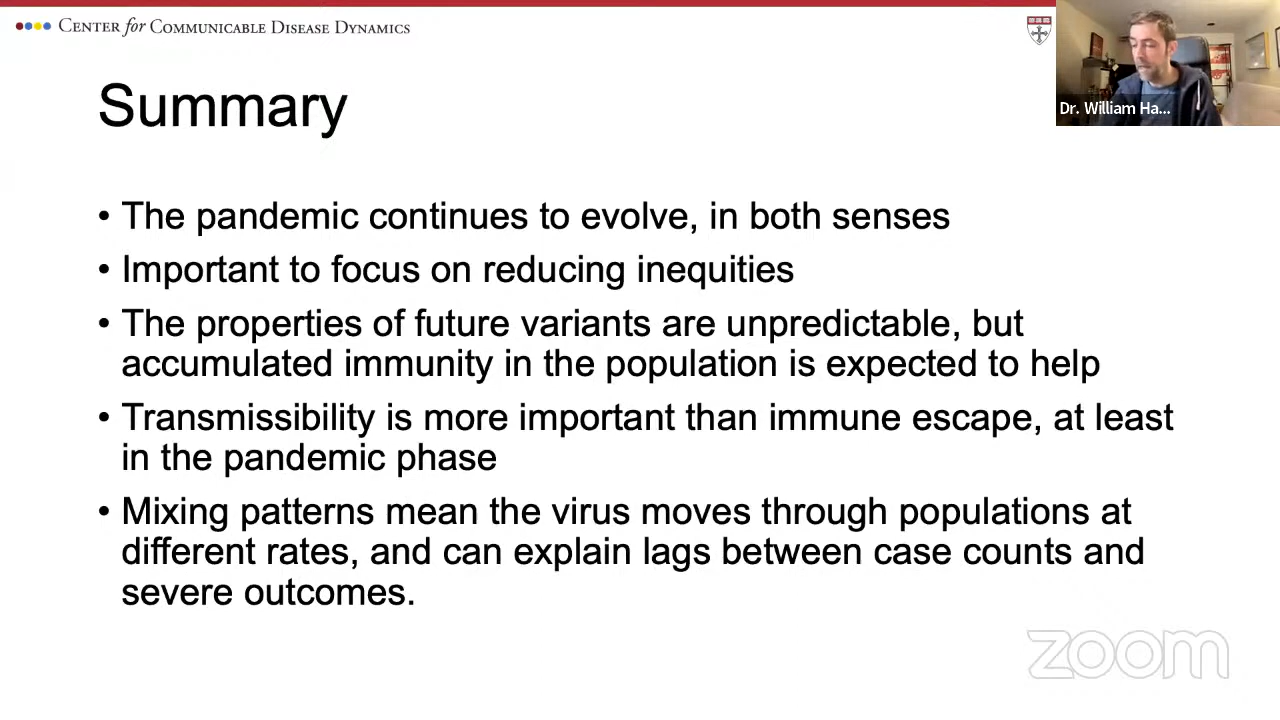 CENTER for COMMUNICABLE DISEASE DYNAMICS
Dr. William Ha...
Summary
• The pandemic continues to evolve, in both senses
• Important to focus on reducing inequities
• The properties of future variants are unpredictable, but
accumulated immunity in the population is expected to help
• Transmissibility is more important than immune escape, at least
in the pandemic phase
• Mixing patterns mean the virus moves through populations at
different rates, and can explain lags between case counts and
severe outcomes.
zoom